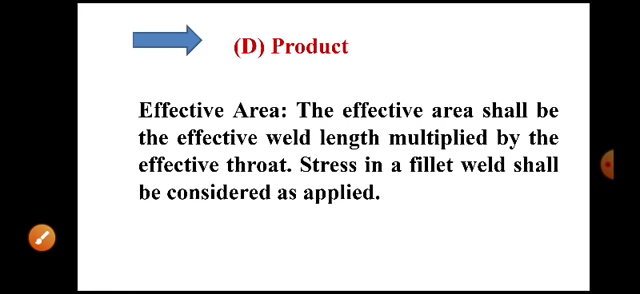 (D) Product
Effective Area: The effective area shall be
the effective weld length multiplied by the
effective throat. Stress in a fillet weld shall
be considered as applied.